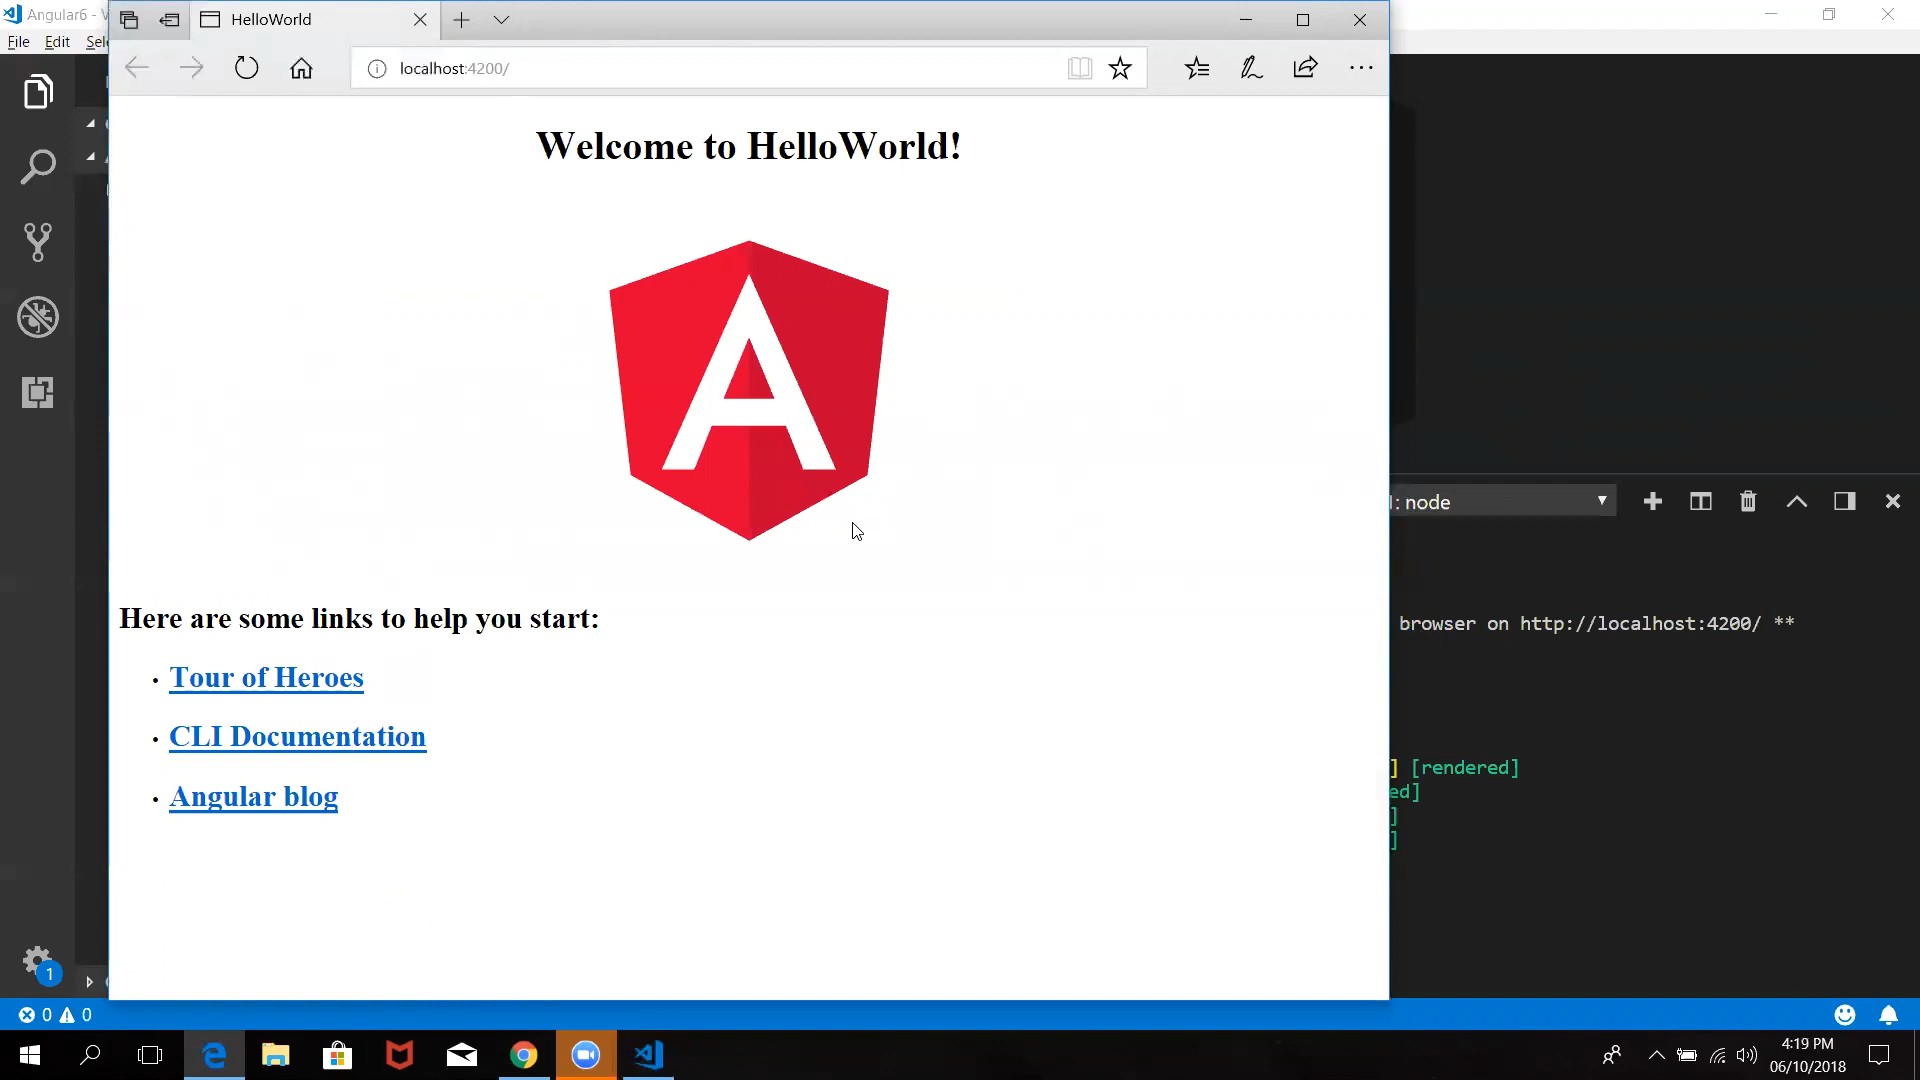 Angular6 -
HelloWorld
File Edit
localhost:4200/
Welcome to HelloWorld!
A
: node
Here are some links to help you start:
browser on http://localhost:4200/ **
Tour of Heroes
CLI Documentation
[rendered]
ed]
Angular blog
1
0 0
4:19 PM
06/10/2018